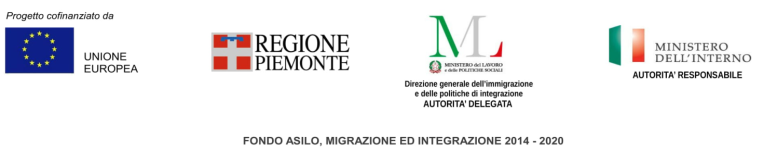 Progetto cofinanziato da
UNIONE
EUROPEA
REGIONE
PIEMONTE
ML
MINISTERO del LAVORO
e delle POLITICHE SOCIALI
Direzione generale dell'immigrazione
e delle politiche di integrazione
AUTORITA' DELEGATA
MINISTERO
DELL'INTERNO
AUTORITA' RESPONSABILE
FONDO ASILO, MIGRAZIONE ED INTEGRAZIONE 2014 - 2020